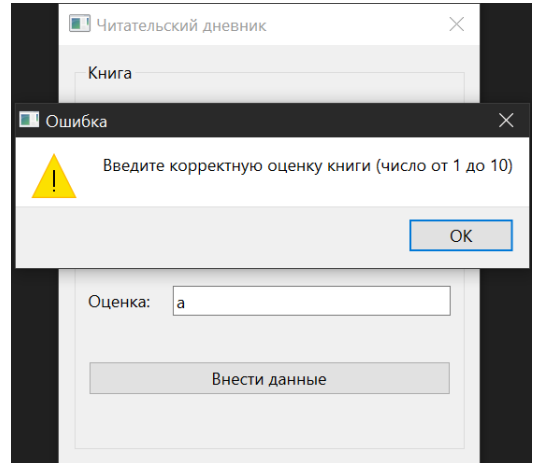 Читательский дневник
Книга
Ошибка
Введите корректную оценку книги (число от 1 до 10)
OK
Оценка: а
Внести данные